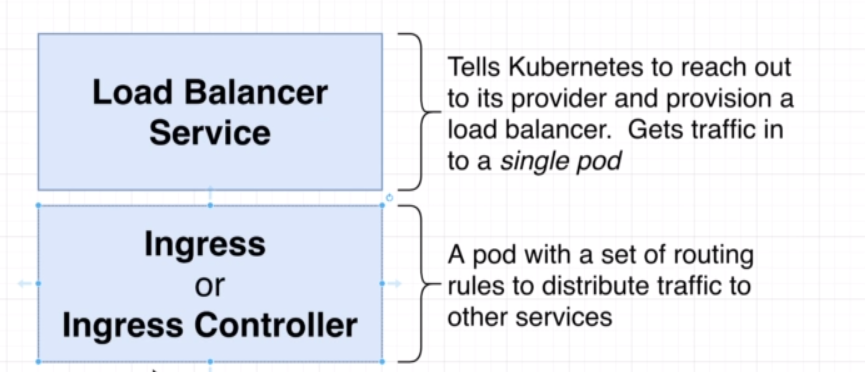 Load Balancer
Service
Tells Kubernetes to reach out
to its provider and provision a
load balancer. Gets traffic in
to a single pod
Ingress
or
Ingress Controller
A pod with a set of routing
rules to distribute traffic to
other services